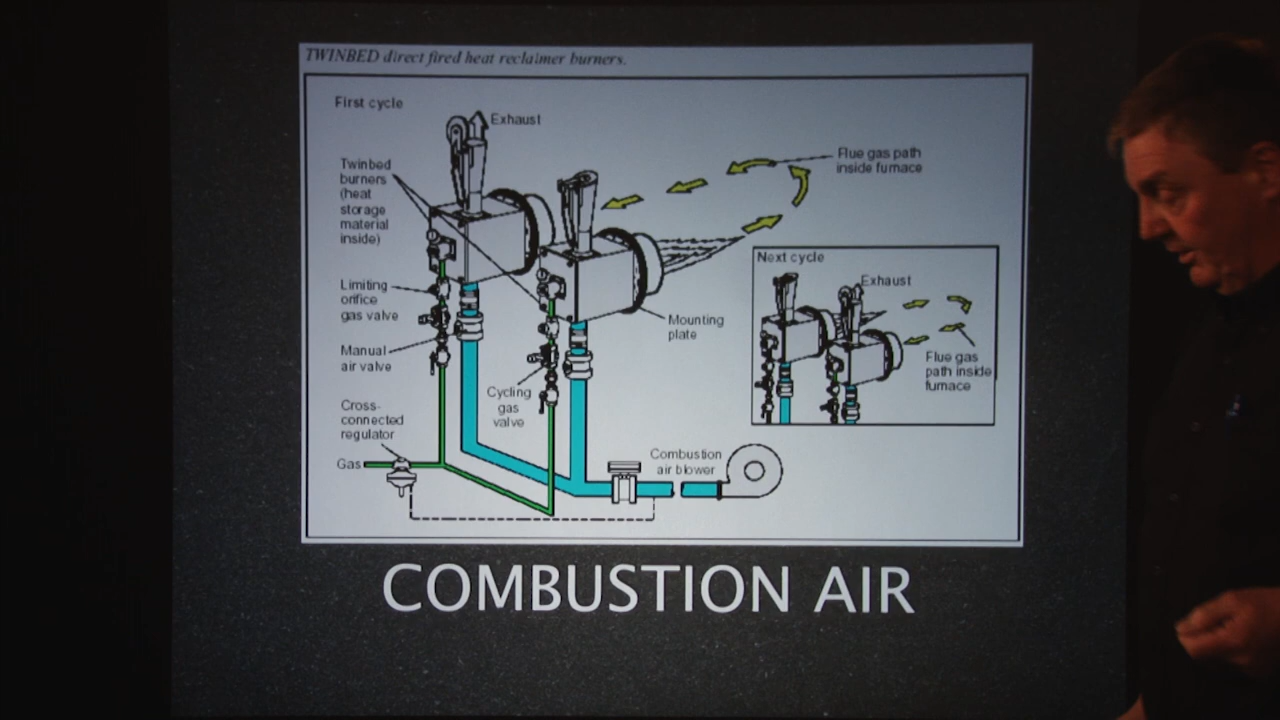 TWINBED direct fired heat reclaimer burners.
First cycle
Exhaust
Twinbed
burners
(heat
storage
material
inside)
Flue gas path
inside furnace
Limiting
orifice
gas valve
Manual
air valve
Cross-
connected
regulator
Gas
Cycling
gas
valve
Mounting
plate
Combustion
air blower
Next cycle
Exhaust
Flue gas
path inside
furnace
COMBUSTION AIR